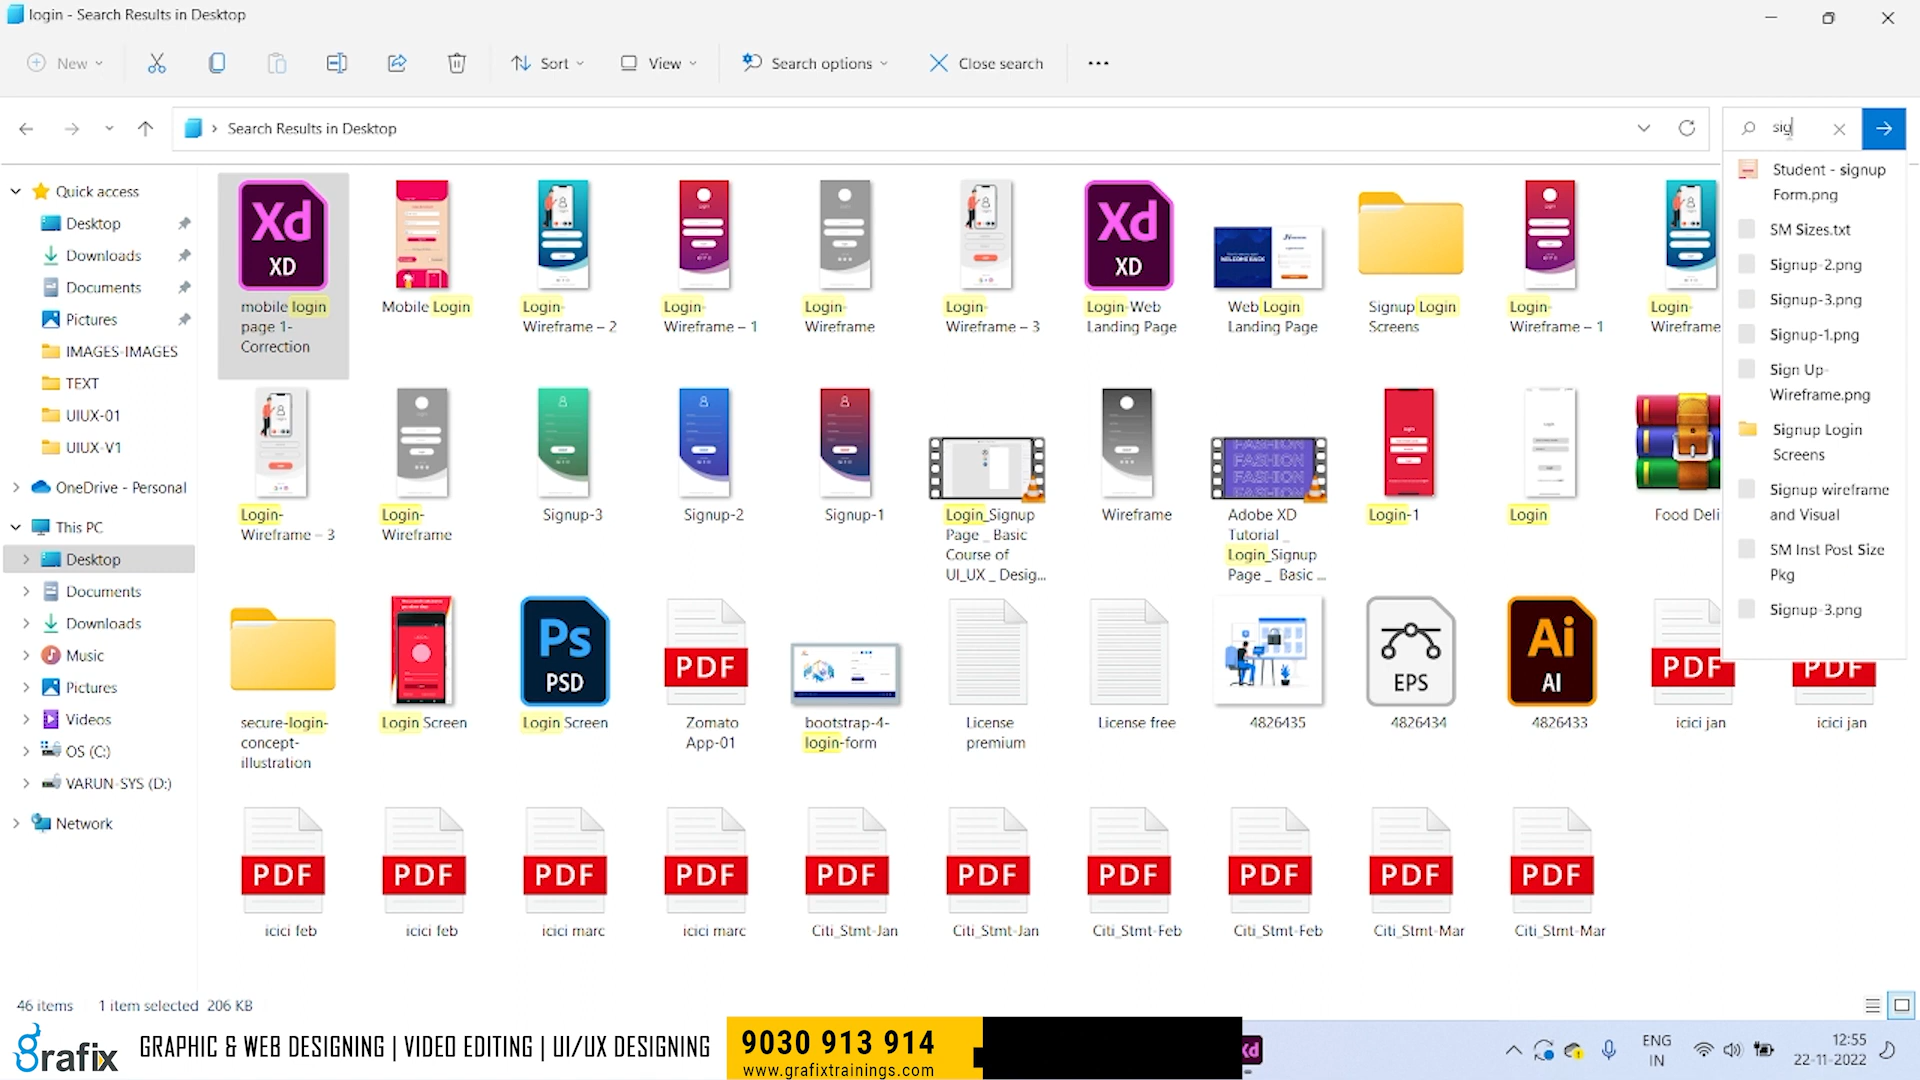 login - Search Results in Desktop
New
Sort
View
Search options
Close search
Search Results in Desktop
sig
Quick access
Desktop
Downloads
Documents
Pictures
IMAGES-IMAGES
TEXT
UIUX-01
UIUX-V1
OneDrive - Personal
This PC
Desktop
Documents
Downloads
Music
Pictures
Videos
OS (C:)
VARUN-SYS (D:)
Network
Xd
XD
mobile login
page 1-
Correction
Mobile Login
Login-
Wireframe – 2
Login-
Wireframe – 1
Login-
Wireframe
Login-
Wireframe – 3
Xd
XD
Login-Web
Landing Page
WELCOME BACK
Web Login
Landing Page
Signup Login
Screens
Login-
Wireframe – 1
Login-
Wireframe
Login-
Wireframe – 3
Login-
Wireframe
Signup-3
Signup-2
Signup-1
Login_Signup
Page _ Basic
Course of
UI_UX _ Desig...
Wireframe
FASHION
FASHION
FASHION
FASHION
Adobe XD
Tutorial _
Login_Signup
Page _ Basic ...
Login-1
Login
Food Deli
secure-login-
concept-
illustration
Login Screen
Ps
PSD
Login Screen
PDF
Zomato
App-01
bootstrap-4-
login-form
License
premium
License free
4826435
EPS
4826434
Ai
AI
4826433
PDF
icici jan
PDF
icici jan
PDF
icici feb
PDF
icici feb
PDF
icici marc
PDF
icici marc
PDF
Citi_Stmt-Jan
PDF
Citi_Stmt-Jan
PDF
Citi_Stmt-Feb
PDF
Citi_Stmt-Feb
PDF
Citi_Stmt-Mar
PDF
Citi_Stmt-Mar
Student - signup
Form.png
SM Sizes.txt
Signup-2.png
Signup-3.png
Signup-1.png
Sign Up-
Wireframe.png
Signup Login
Screens
Signup wireframe
and Visual
SM Inst Post Size
Pkg
Signup-3.png
46 items
1 item selected 206 KB
grafix
GRAPHIC & WEB DESIGNING | VIDEO EDITING | UI/UX DESIGNING
9030 913 914
www.grafixtrainings.com
Xd
ENG
IN
12:55
22-11-2022